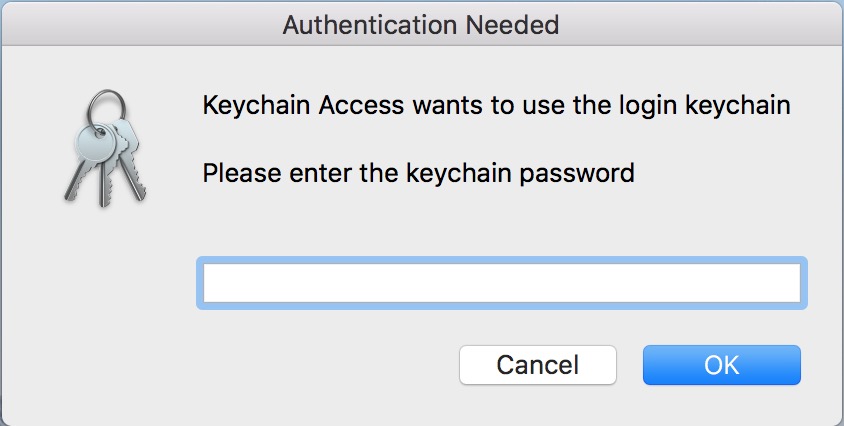 Authentication Needed
Keychain Access wants to use the login keychain
Please enter the keychain password
Cancel
OK